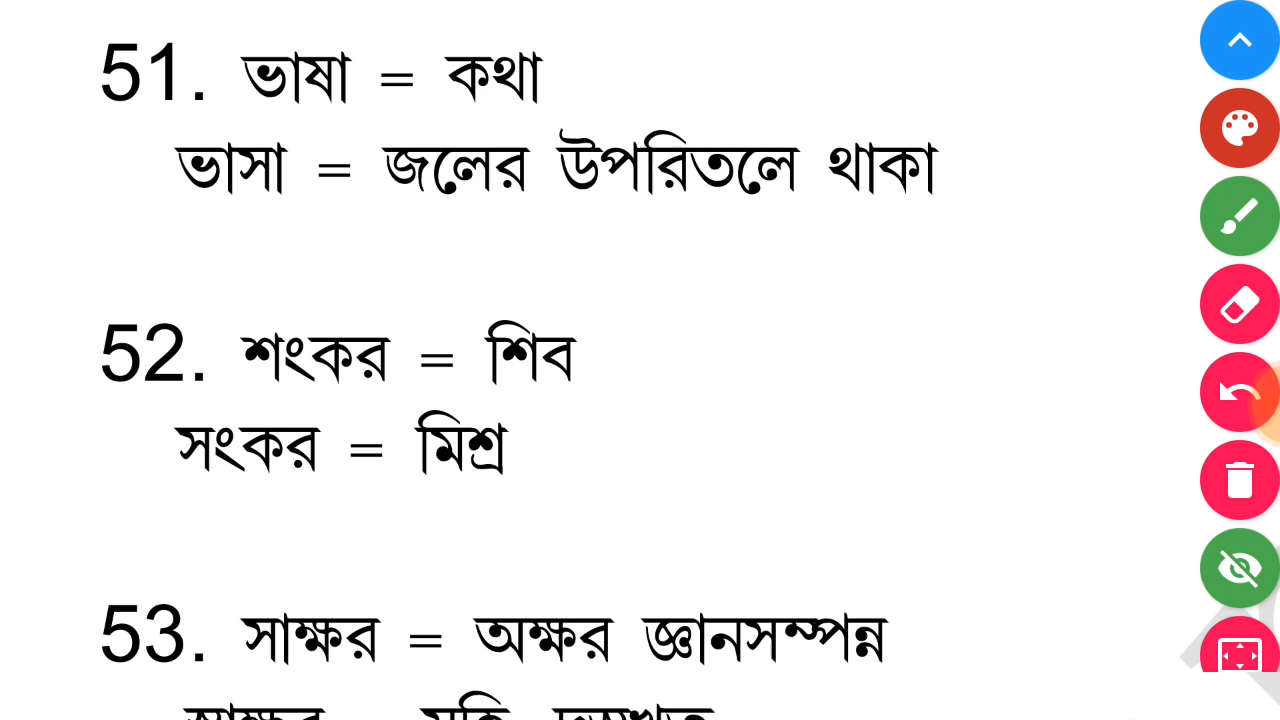 51. ভাষা = কথা
ভাসা = জলের উপরিতলে থাকা
52. শংকর = শিব
সংকর = মিশ্র
53. সাক্ষর = অক্ষর জ্ঞানসম্পন্ন